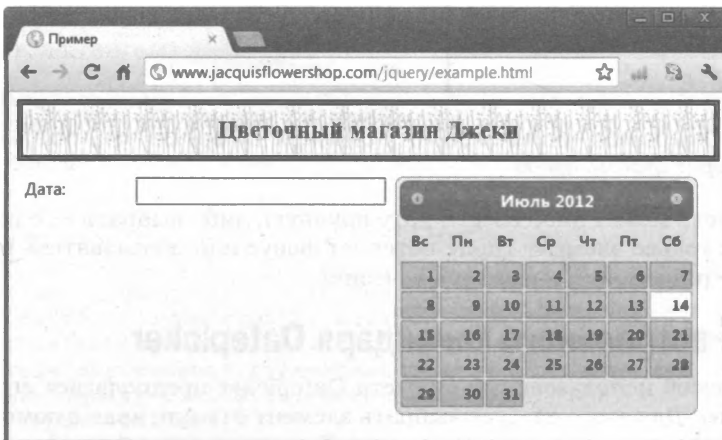 Пример
www.jacquisflowershop.com/jquery/example.html
Цветочный магазин Джеки
Дата:
Июль 2012
Вс Пн Вт Ср Чт Пт Сб
1 2 3 4 5 6 7
8 9 10 11 12 13 14
15 16 17 18 19 20 21
22 23 24 25 26 27 28
29 30 31